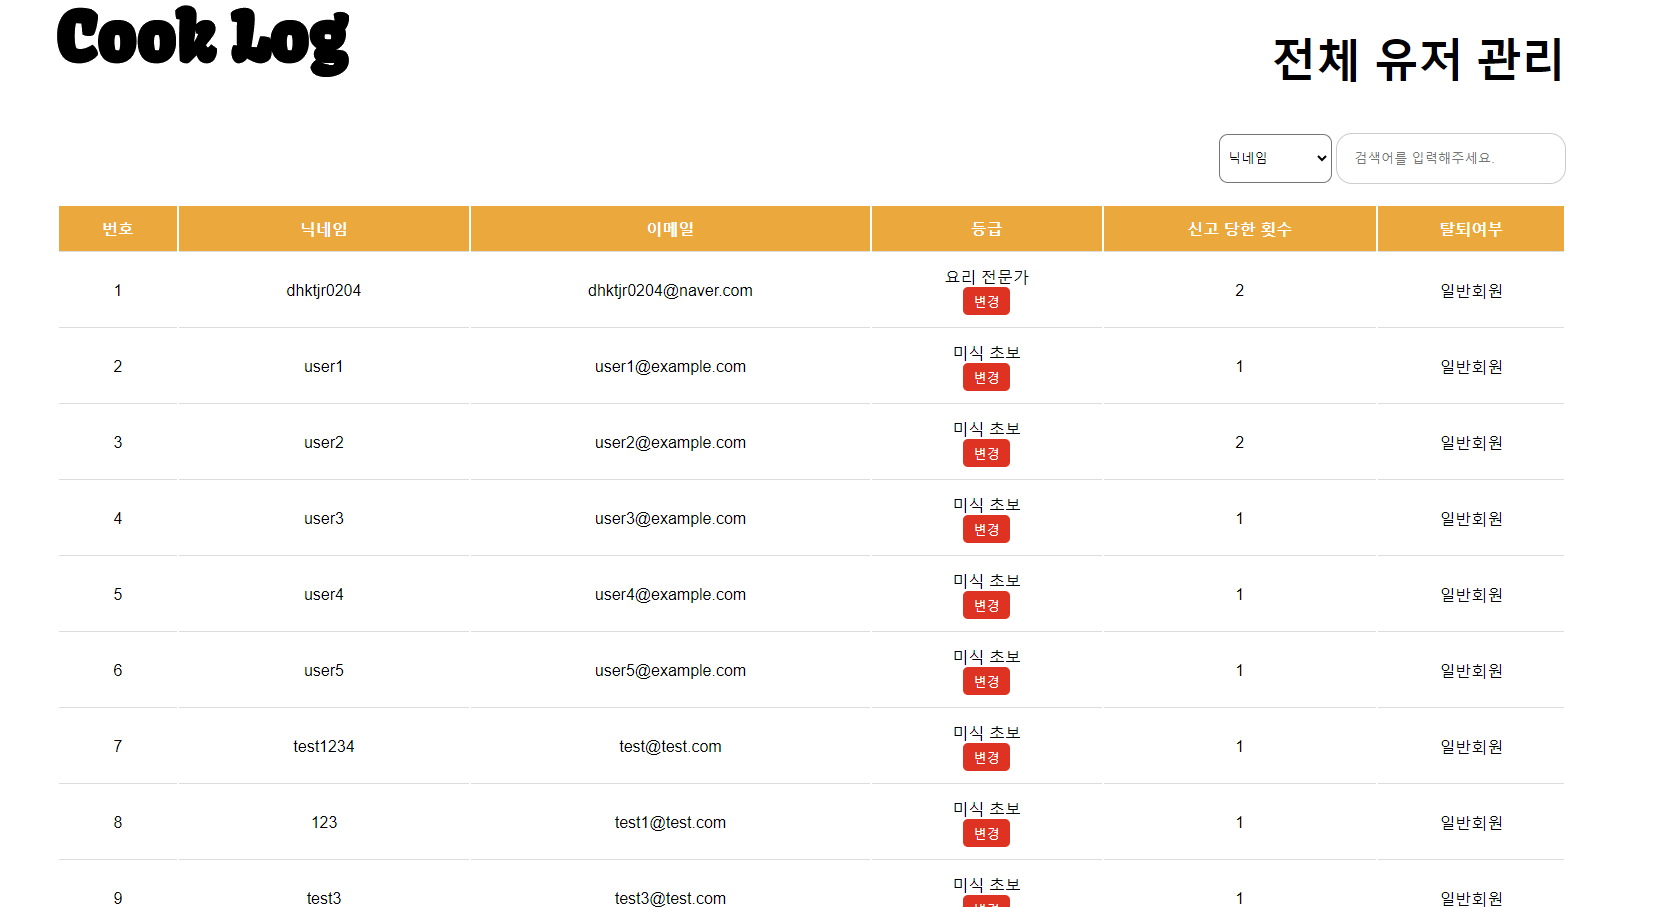 Cook Log
전체 유저 관리
닉네임 검색어를 입력해주세요.
번호 닉네임 이메일 등급 신고 당한 횟수 탈퇴여부
1 dhktjr0204 dhktjr0204@naver.com 요리 전문가 2 일반회원
변경
2 user1 user1@example.com 미식 초보 1 일반회원
변경
3 user2 user2@example.com 미식 초보 2 일반회원
변경
4 user3 user3@example.com 미식 초보 1 일반회원
변경
5 user4 user4@example.com 미식 초보 1 일반회원
변경
6 user5 user5@example.com 미식 초보 1 일반회원
변경
7 test1234 test@test.com 미식 초보 1 일반회원
변경
8 123 test1@test.com 미식 초보 1 일반회원
변경
9 test3 test3@test.com 미식 초보 1 일반회원